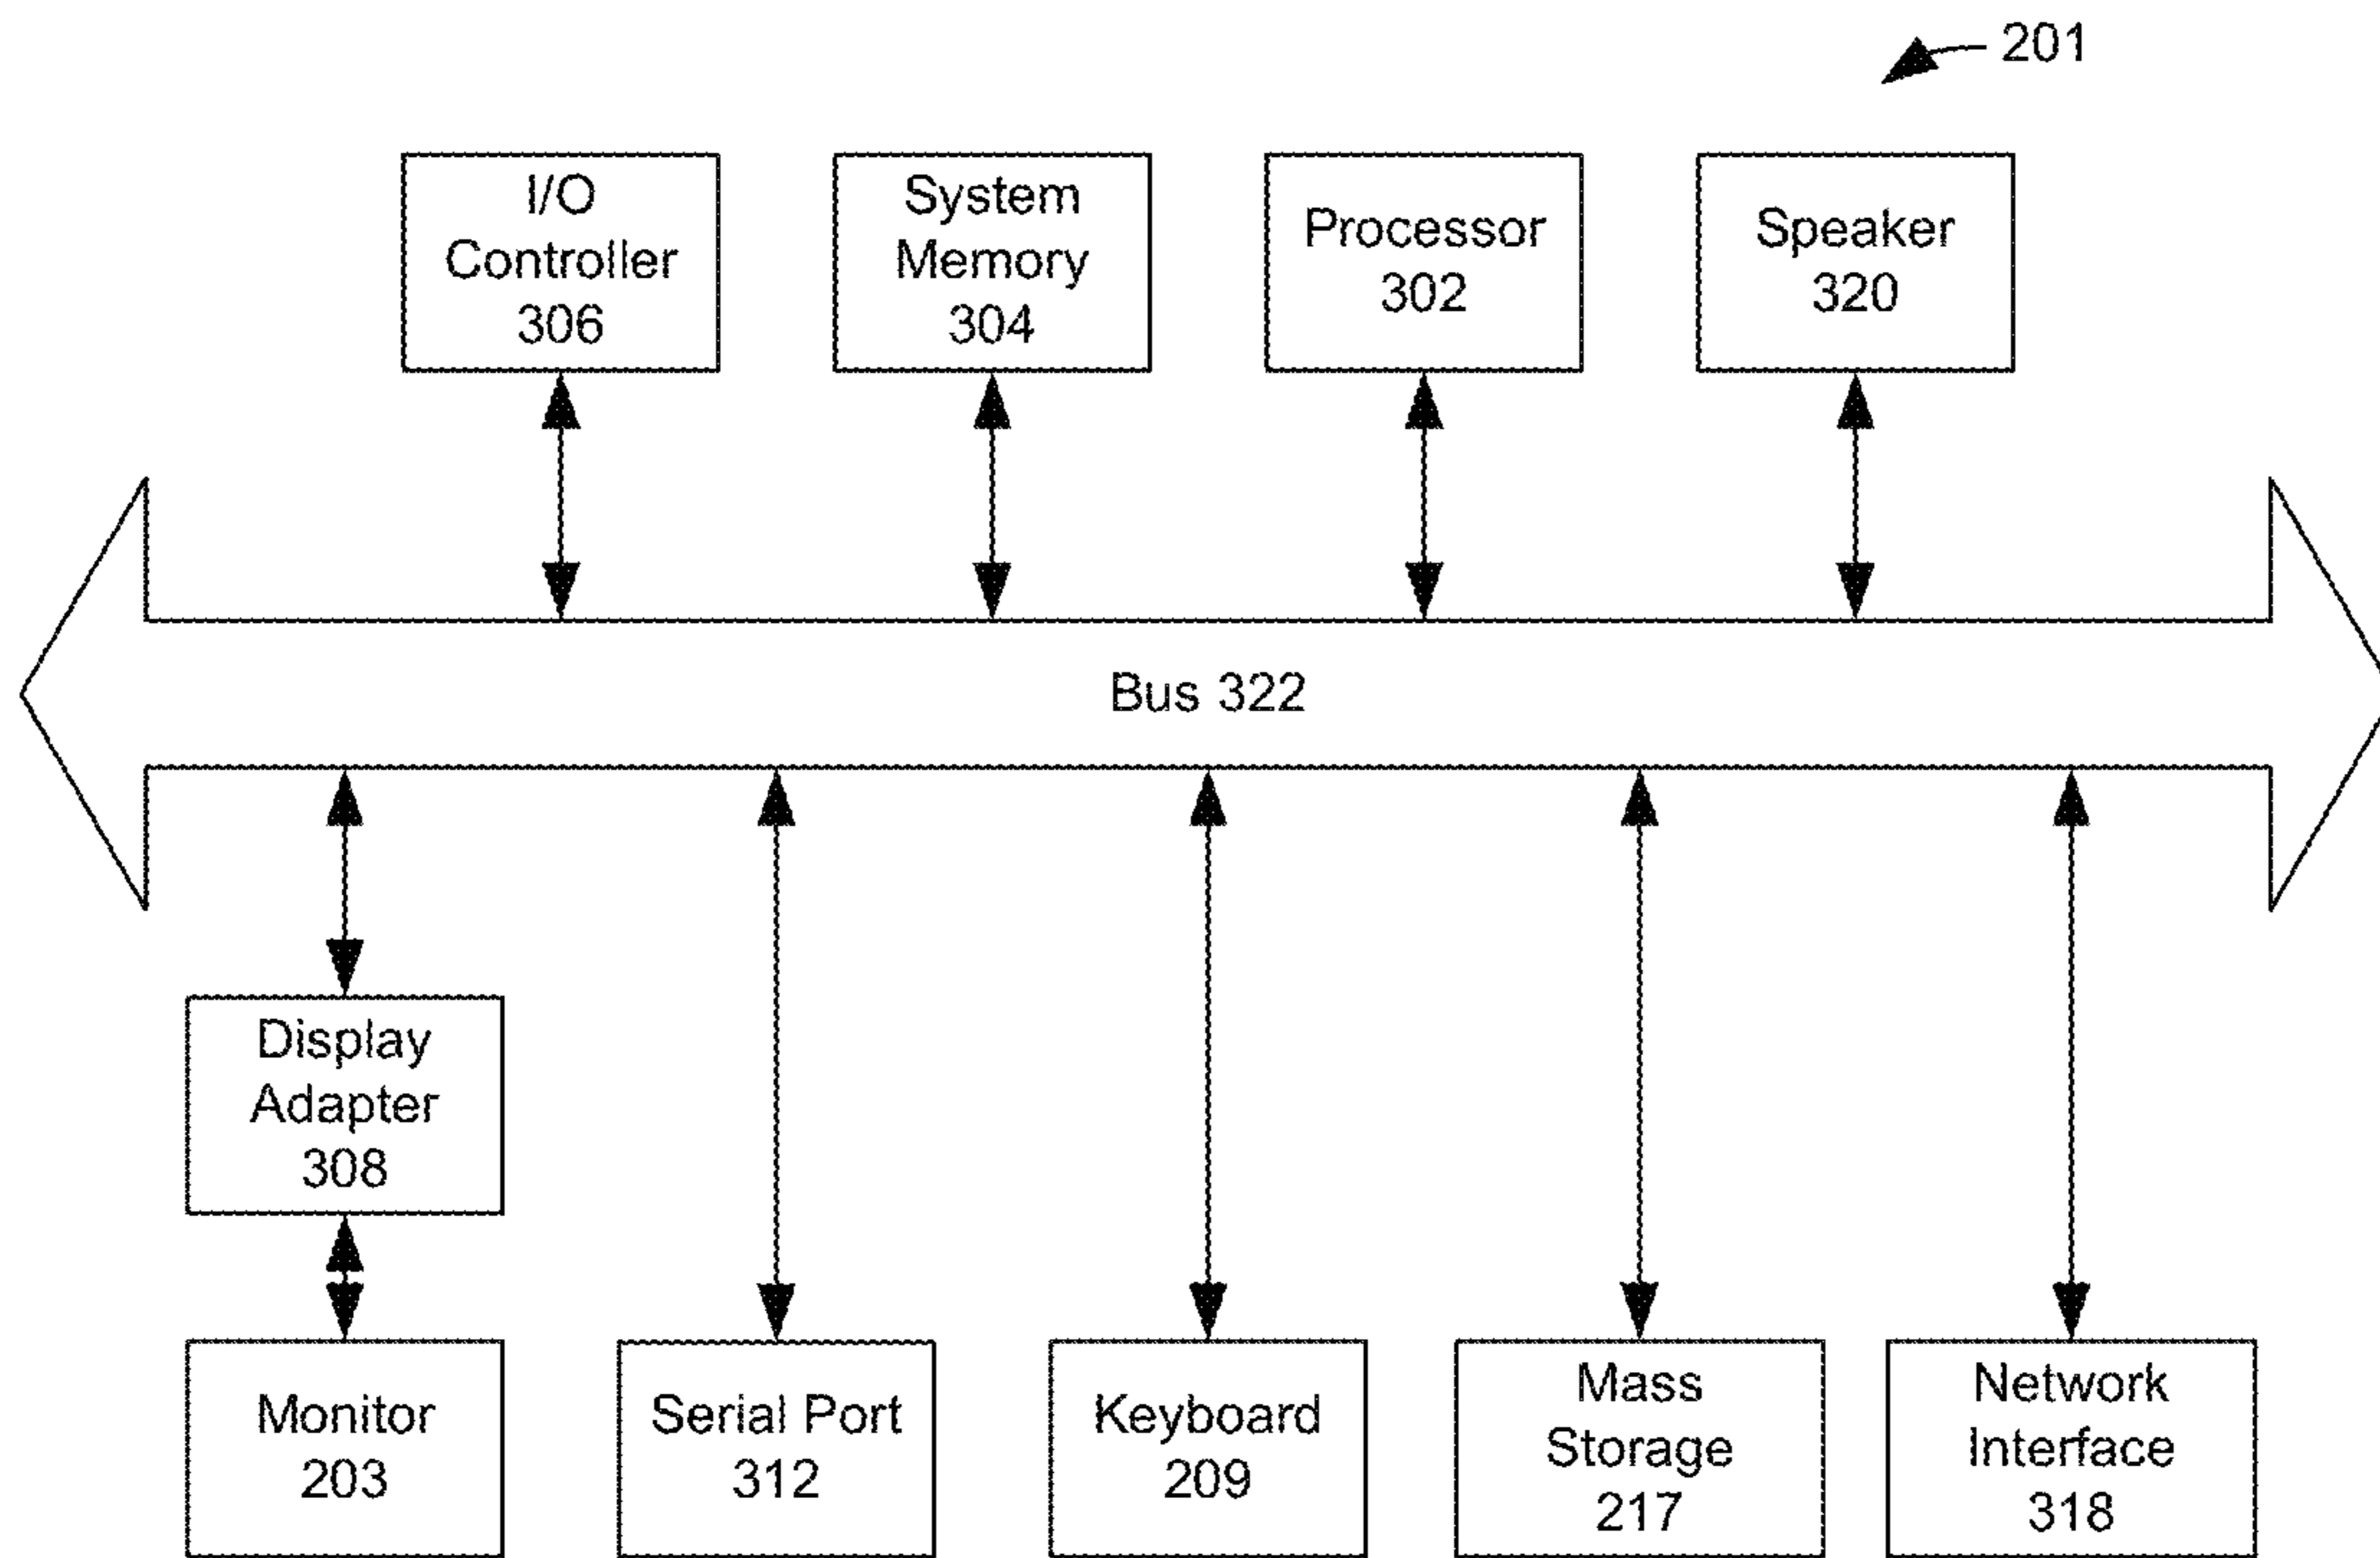 201
I/O
Controller
306
System
Memory
304
Processor
302
Speaker
320
Bus 322
Display
Adapter
308
Monitor
203
Serial Port
312
Keyboard
209
Mass
Storage
217
Network
Interface
318